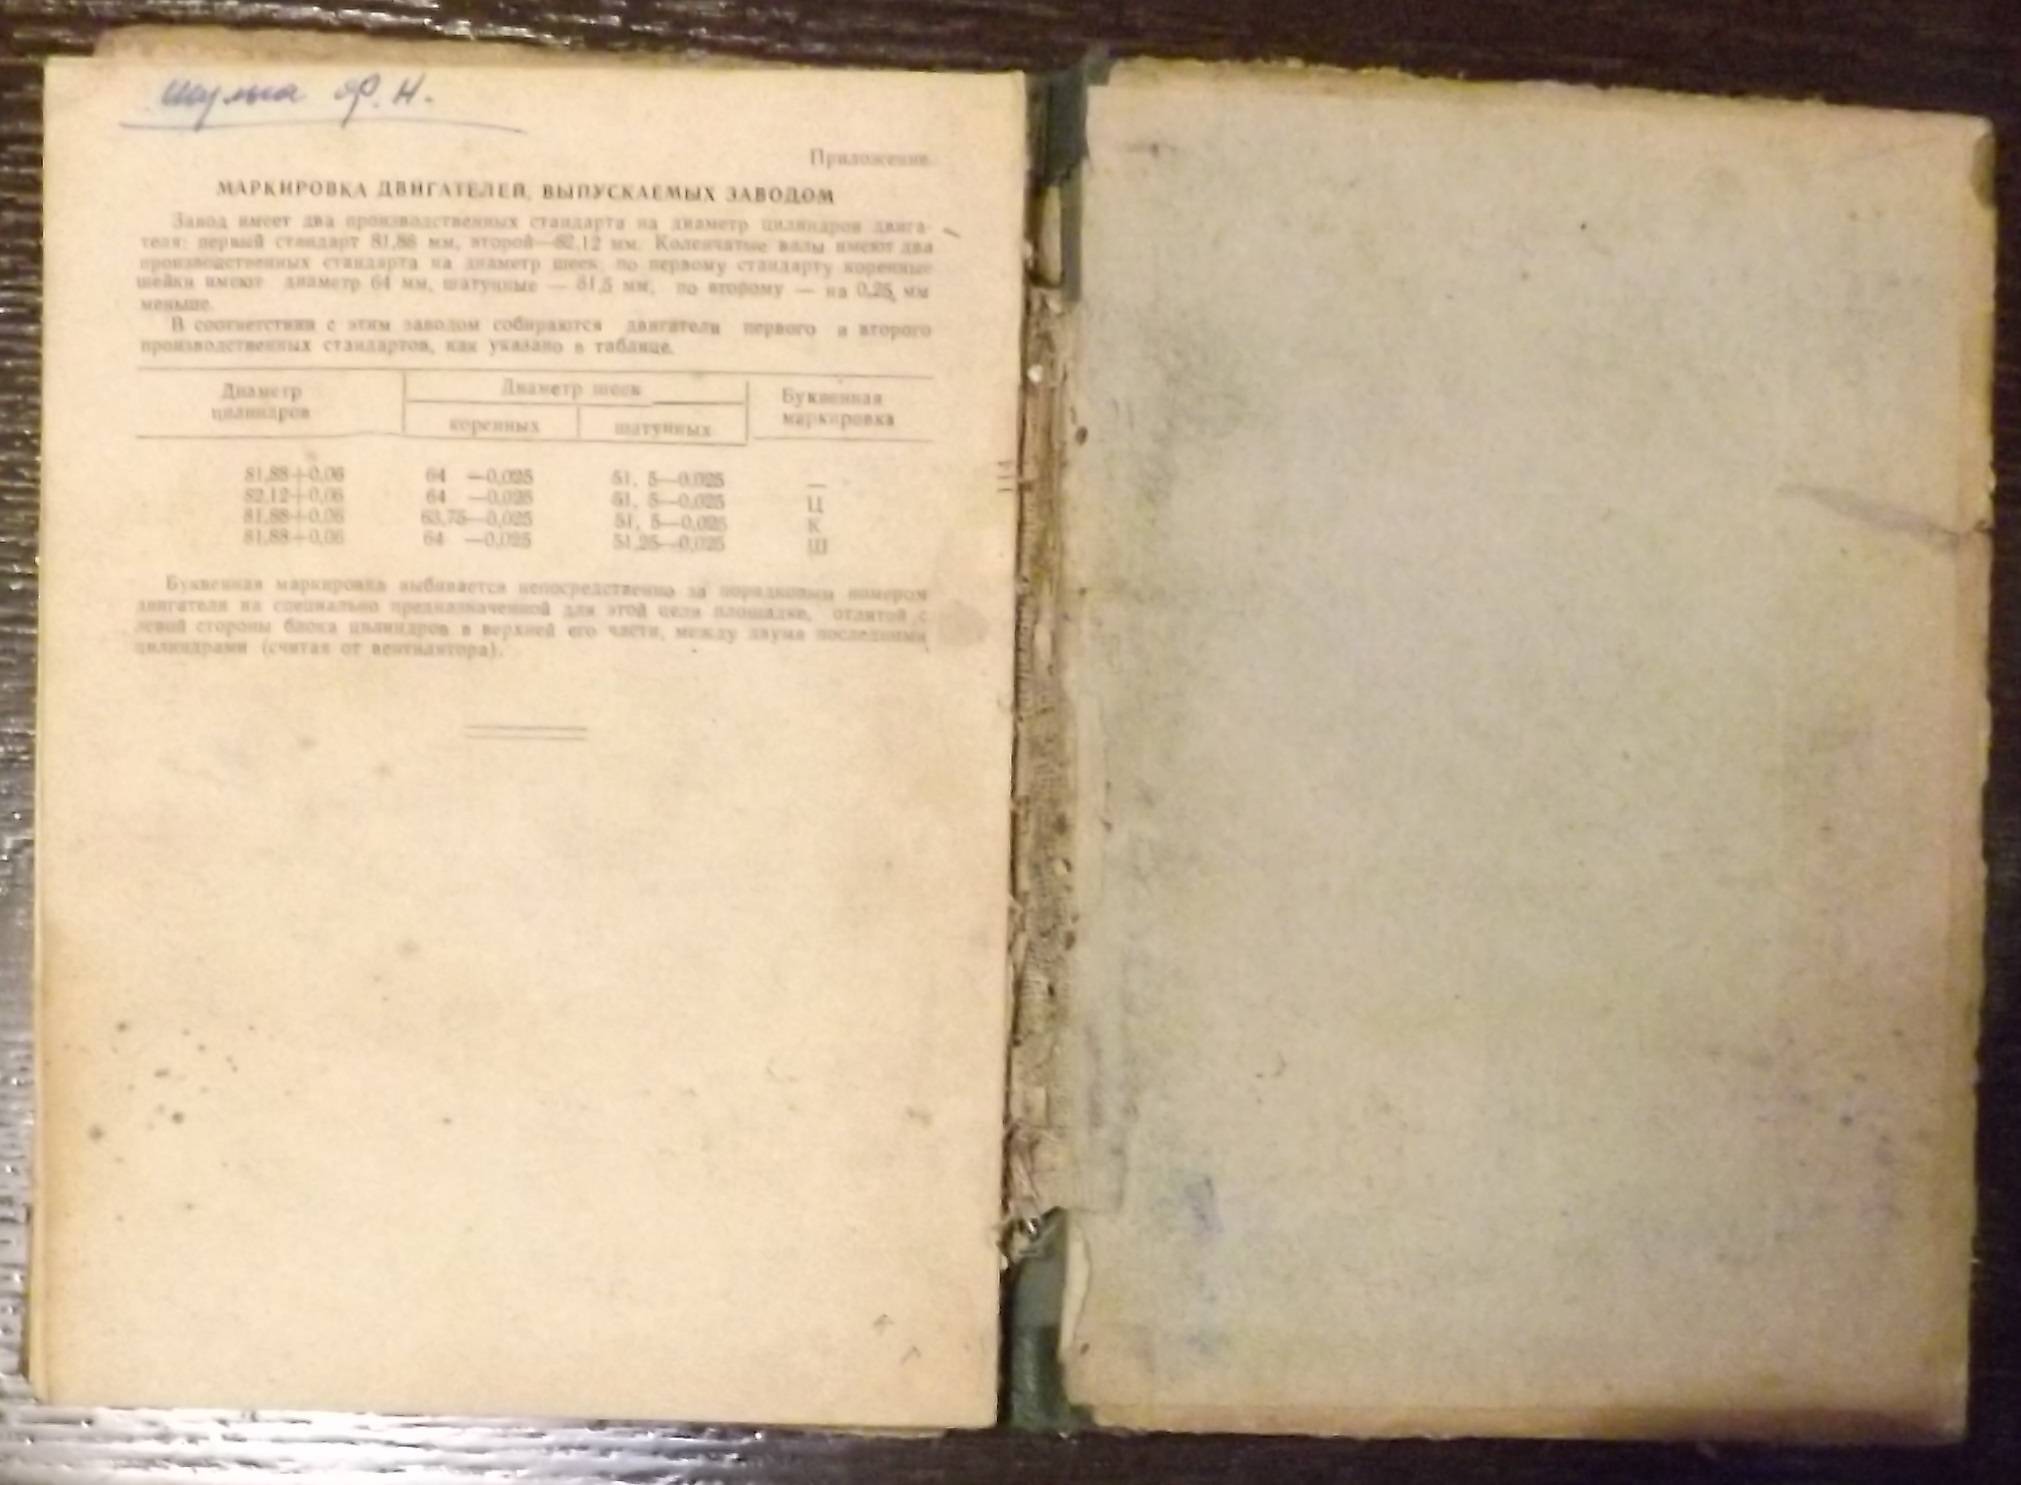 Шульга Ф. Н.
Приложение
МАРКИРОВКА ДВИГАТЕЛЕЙ, ВЫПУСКАЕМЫХ ЗАВОДОМ
Завод имеет два производственных стандарта на диаметр цилиндров двига-
теля: первый стандарт 81,88 мм, второй—82,12 мм. Коленчатые валы имеют два
производственных стандарта на диаметр шеек, по первому стандарту коренные
шейки имеют диаметр 64 мм, шатунные — 51,5 мм, по второму — на 0,25 мм
меньше.
В соответствии с этим заводом собираются двигатели первого и второго
производственных стандартов, как указано в таблице.
Диаметр цилиндров
Диаметр шеек
Буквенная маркировка
коренных шатунных
81,88+0,06 64 —0,025 51, 5—0,025 —
82,12+0,06 64 —0,025 51, 5—0,025 Ц
81,88+0,06 63,75—0,025 51, 5—0,025 К
81,88+0,06 64 —0,025 51,25—0,025 Ш
Буквенная маркировка выбивается непосредственно за порядковым номером
двигателя на специально предназначенной для этой цели площадке, отлитой с
левой стороны блока цилиндров в верхней его части, между двумя последними
цилиндрами (считая от вентилятора).